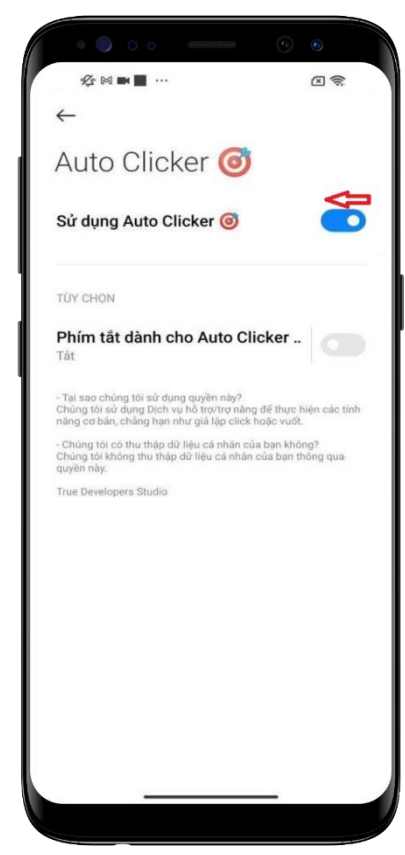 Auto Clicker 🎯
Sử dụng Auto Clicker 🎯
TÙY CHỌN
Phím tắt dành cho Auto Clicker ..
Tắt
- Tại sao chúng tôi sử dụng quyền này?
Chúng tôi sử dụng Dịch vụ hỗ trợ/trợ năng để thực hiện các tính
năng cơ bản, chẳng hạn như giả lập click hoặc vuốt.
- Chúng tôi có thu thập dữ liệu cá nhân của bạn không?
Chúng tôi không thu thập dữ liệu cá nhân của bạn thông qua
quyền này.
True Developers Studio